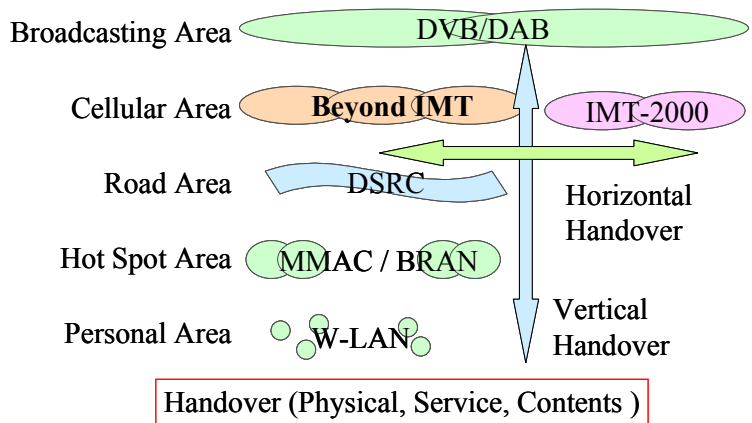 Broadcasting Area
DVB/DAB
Cellular Area
Beyond IMT
IMT-2000
Road Area
DSRC
Horizontal
Handover
Hot Spot Area
MMAC / BRAN
Personal Area
W-LAN
Vertical
Handover
Handover (Physical, Service, Contents )